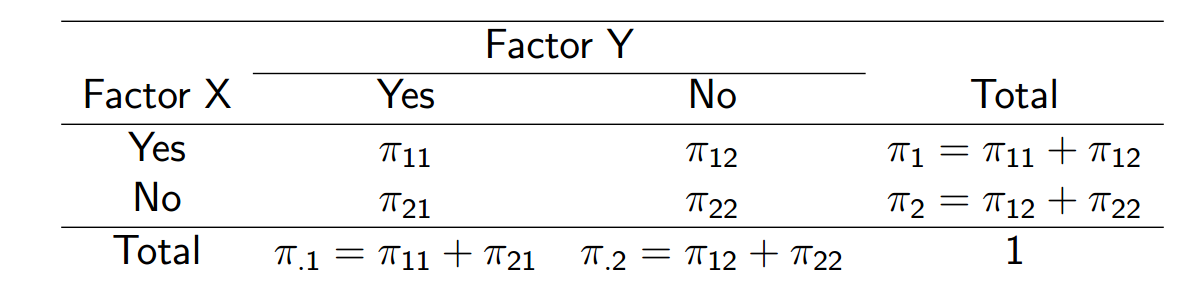 Factor Y
Factor X Yes No Total
Yes π11 π12 π1 = π11 + π12
No π21 π22 π2 = π12 + π22
Total π.1 = π11 + π21 π.2 = π12 + π22 1